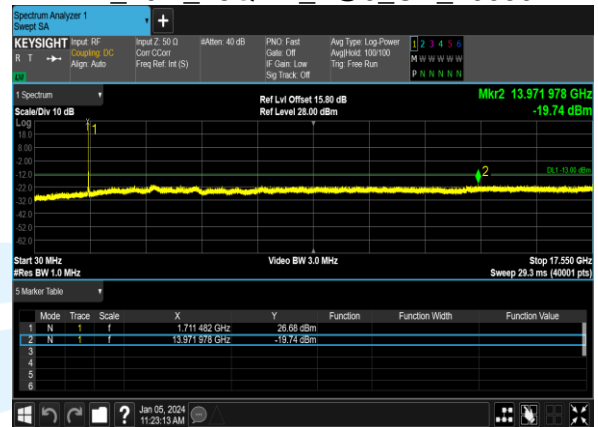 Spectrum Analyzer 1
Swept SA
+
KEYSIGHT Input: RF Input Z: 50 Ω #Atten: 40 dB PNO: Fast Avg Type: Log-Power 1 2 3 4 5 6
R T Coupling: DC Corr CCorr Gate: Off Avg|Hold: 100/100 M W W W W W
Align: Auto Freq Ref: Int (S) IF Gain: Low Trig: Free Run
Sig Track: Off P N N N N N
1 Spectrum Ref Lvl Offset 15.80 dB Mkr2 13.971 978 GHz
Scale/Div 10 dB Ref Level 28.00 dBm -19.74 dBm
Log
18.0 1
8.00
-2.00
-12.0 2 DL1 -13.00 dBm
-22.0
-32.0
-42.0
-52.0
-62.0
Start 30 MHz Video BW 3.0 MHz Stop 17.550 GHz
#Res BW 1.0 MHz Sweep 29.3 ms (40001 pts)
5 Marker Table
Mode Trace Scale X Y Function Function Width Function Value
1 N 1 f 1.711 482 GHz 26.68 dBm
2 N 1 f 13.971 978 GHz -19.74 dBm
3
4
5
6
? Jan 05, 2024
11:23:13 AM